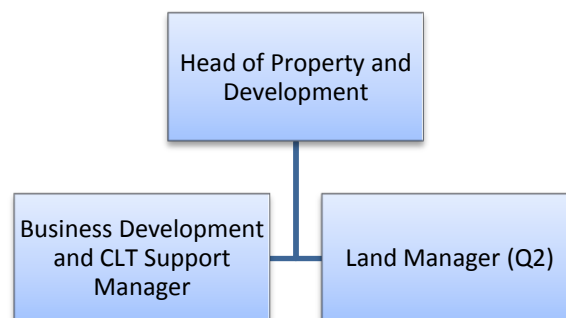 Head of Property and
Development
Business Development
and CLT Support
Manager
Land Manager (Q2)